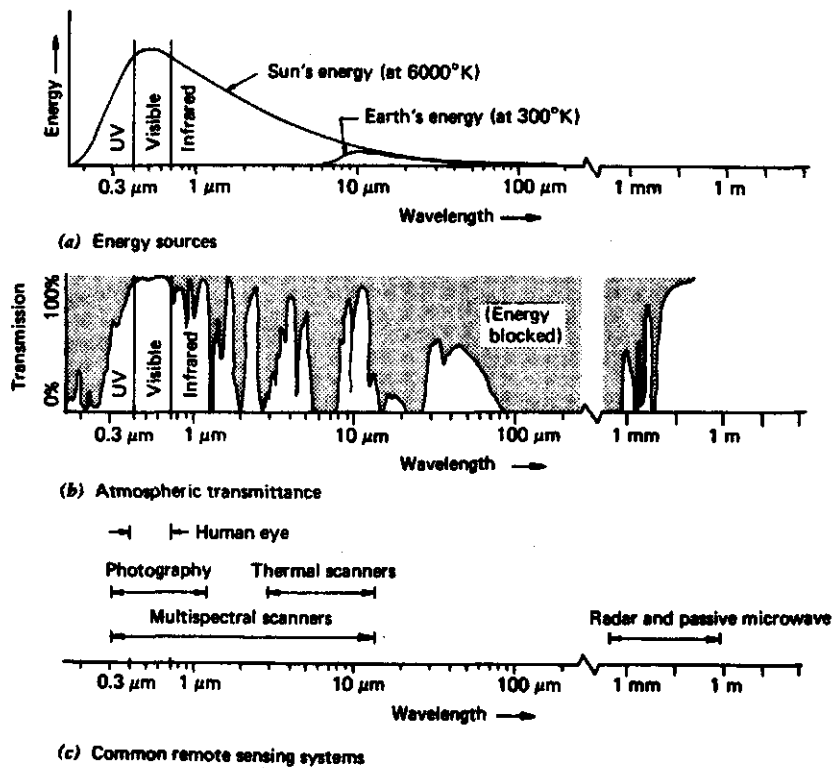 Energy
UV
Visible
Infrared
Sun's energy (at 6000°K)
Earth's energy (at 300°K)
0.3 μm 1 μm 10 μm 100 μm 1 mm 1 m
Wavelength
(a) Energy sources
Transmission
100%
0%
UV
Visible
Infrared
(Energy
blocked)
0.3 μm 1 μm 10 μm 100 μm 1 mm 1 m
Wavelength
(b) Atmospheric transmittance
Human eye
Photography Thermal scanners
Multispectral scanners Radar and passive microwave
0.3 μm 1 μm 10 μm 100 μm 1 mm 1 m
Wavelength
(c) Common remote sensing systems